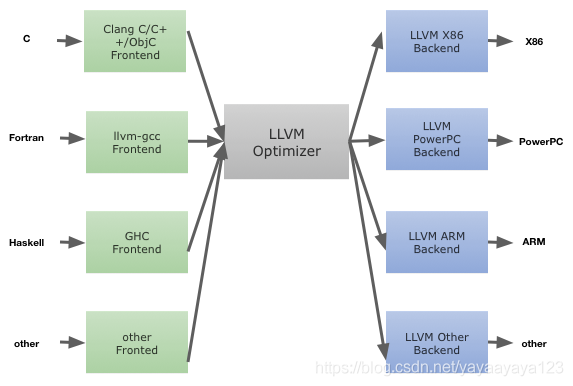 C
Clang C/C+
+/ObjC
Frontend
LLVM X86
Backend
X86
Fortran
llvm-gcc
Frontend
LLVM
Optimizer
LLVM
PowerPC
Backend
PowerPC
Haskell
GHC
Frontend
LLVM ARM
Backend
ARM
other
other
Fronted
LLVM Other
Backend
other
https://blog.csdn.net/yayaayaya123